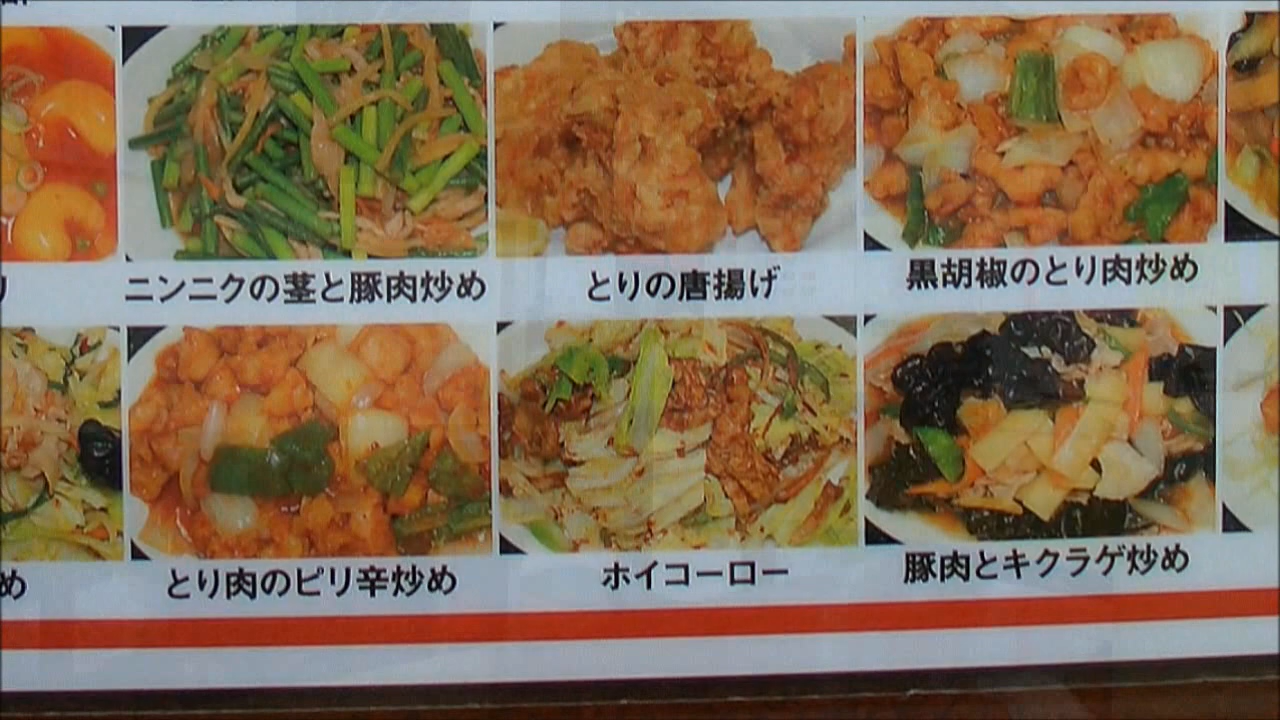 リ
ニンニクの茎と豚肉炒め
とりの唐揚げ
黒胡椒のとり肉炒め
め
とり肉のピリ辛炒め
ホイコーロー
豚肉とキクラゲ炒め